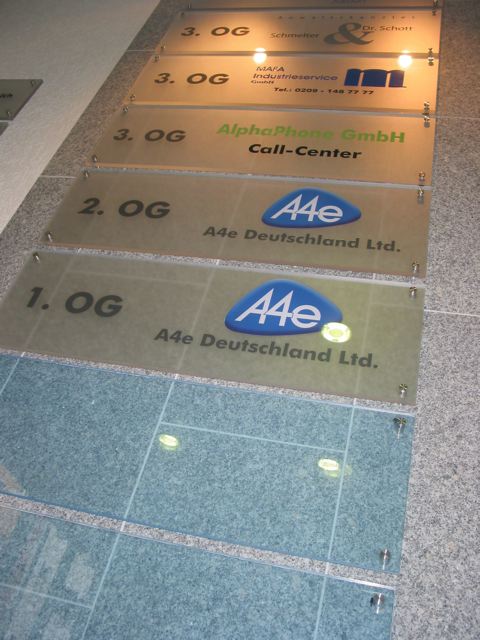 Anwaltskanzlei
3. OG
Schmelter & Dr. Schott
3. OG
MAFA
Industrieservice
GmbH
m
Tel.: 0209 - 148 77 77
3. OG
AlphaPhone GmbH
Call-Center
2. OG
A4e
A4e Deutschland Ltd.
1. OG
A4e
A4e Deutschland Ltd.